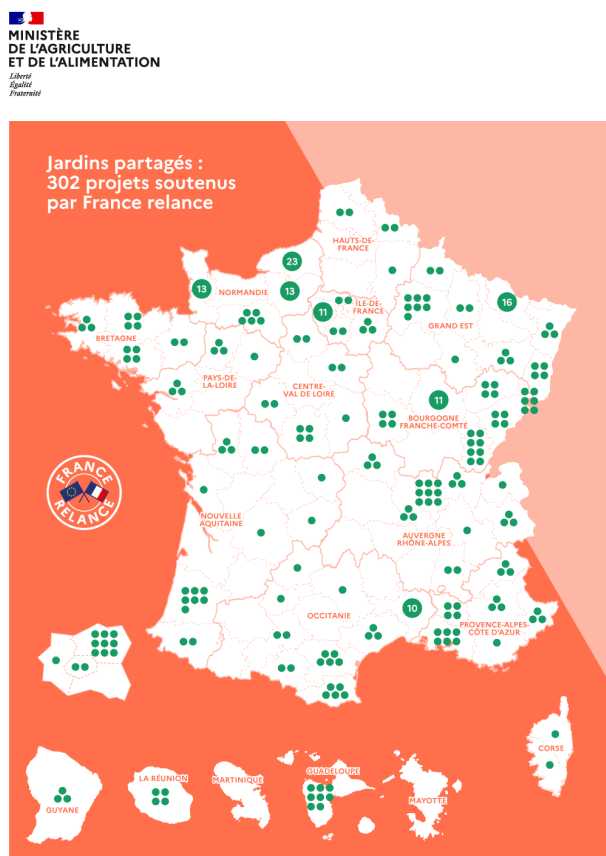 MINISTÈRE
DE L'AGRICULTURE
ET DE L'ALIMENTATION
Liberté
Égalité
Fraternité
Jardins partagés :
302 projets soutenus
par France relance
HAUTS-DE-
FRANCE
23
13
NORMANDIE
13
11
ÎLE-DE-
FRANCE
16
GRAND EST
BRETAGNE
PAYS-DE-
LA-LOIRE
CENTRE-
VAL DE LOIRE
11
BOURGOGNE
FRANCHE-COMTÉ
FRANCE
RELANCE
NOUVELLE
AQUITAINE
AUVERGNE
RHÔNE-ALPES
10
OCCITANIE
PROVENCE-ALPES-
CÔTE D'AZUR
CORSE
GUYANE
LA RÉUNION
MARTINIQUE
GUADELOUPE
MAYOTTE